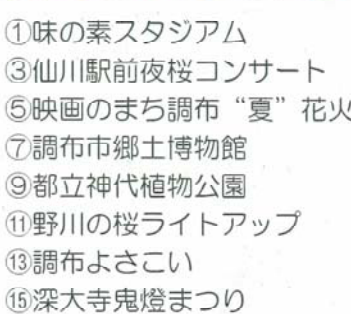 ①味の素スタジアム
③仙川駅前夜桜コンサート
⑤映画のまち調布“夏”花火
⑦調布市郷土博物館
⑨都立神代植物公園
⑪野川の桜ライトアップ
⑬調布よさこい
⑮深大寺鬼燈まつり